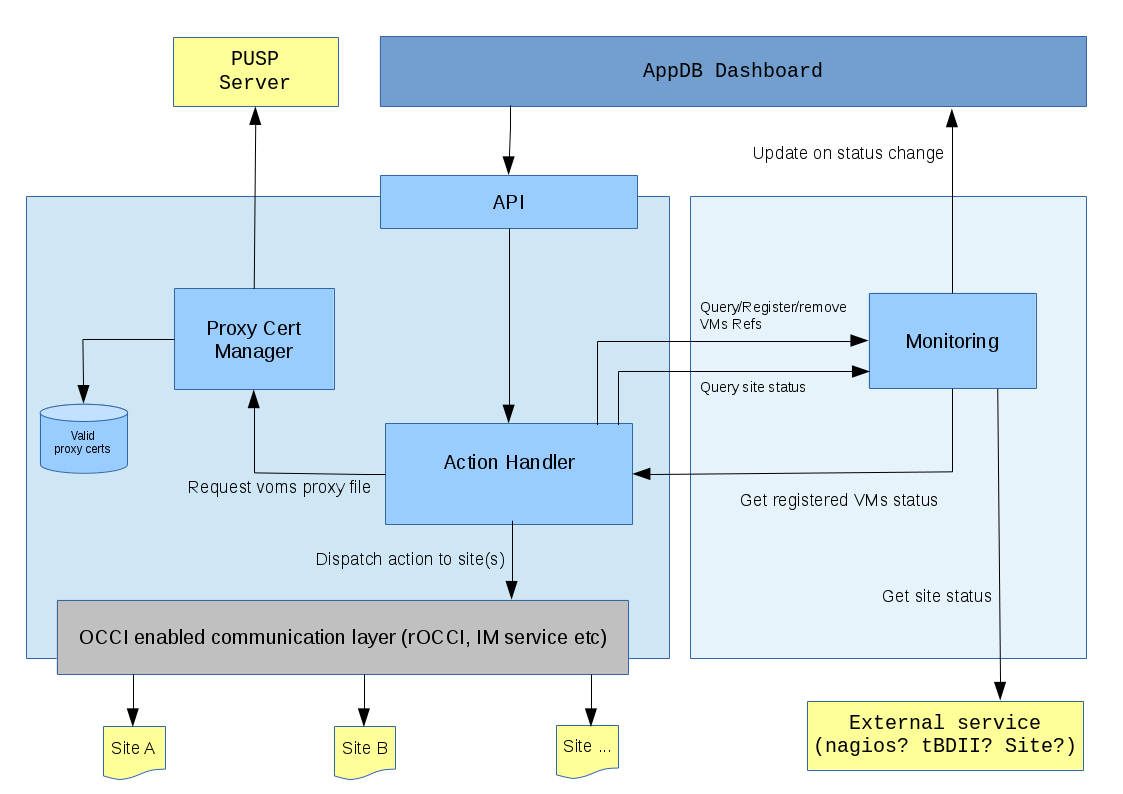 PUSP
Server
AppDB Dashboard
Update on status change
API
Query/Register/remove
VMs Refs
Proxy Cert
Manager
Monitoring
Query site status
Valid
proxy certs
Action Handler
Request voms proxy file
Get registered VMs status
Dispatch action to site(s)
Get site status
OCCI enabled communication layer (rOCCI, IM service etc)
External service
(nagios? tBDII? Site?)
Site A
Site B
Site ...